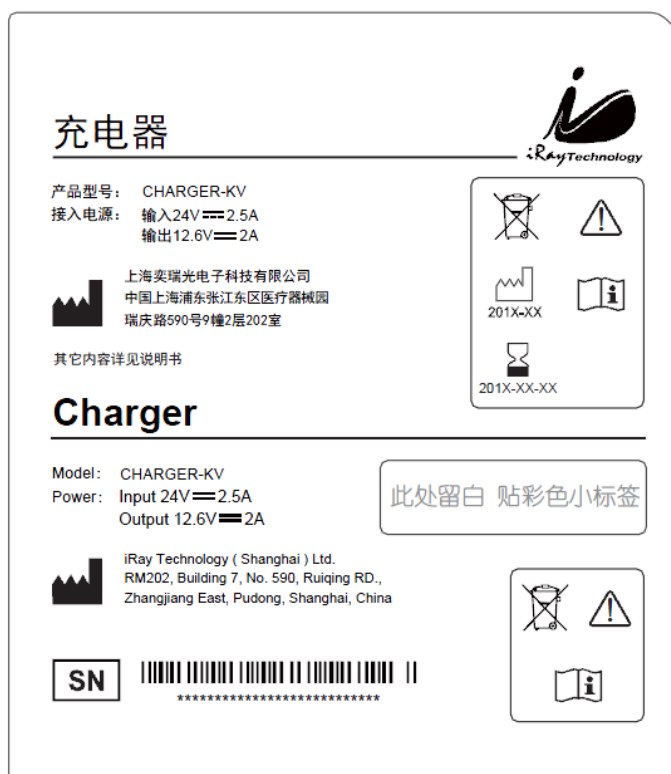 充电器
iRayTechnology
产品型号： CHARGER-KV
接入电源： 输入24V 2.5A
输出12.6V 2A
上海奕瑞光电子科技有限公司
中国上海浦东张江东区医疗器械园
瑞庆路590号9幢2层202室
其它内容详见说明书
201X-XX
201X-XX-XX
Charger
Model: CHARGER-KV
Power: Input 24V 2.5A
Output 12.6V 2A
此处留白 贴彩色小标签
iRay Technology ( Shanghai ) Ltd.
RM202, Building 7, No. 590, Ruiqing RD.,
Zhangjiang East, Pudong, Shanghai, China
SN
***************************